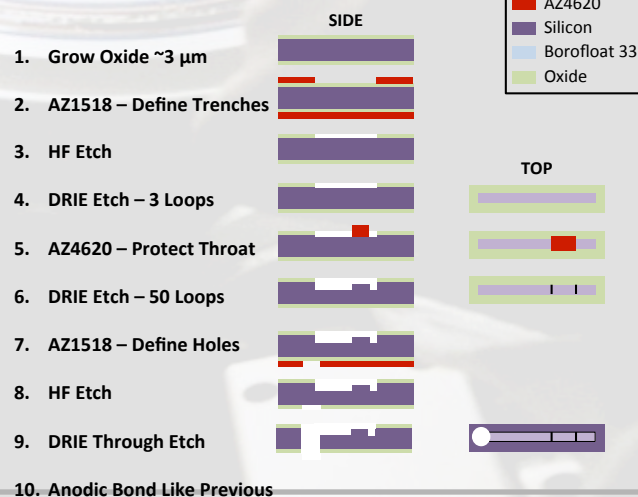 AZ4620
Silicon
Borofloat 33
Oxide
SIDE
1. Grow Oxide ~3 μm
2. AZ1518 – Define Trenches
3. HF Etch
TOP
4. DRIE Etch – 3 Loops
5. AZ4620 – Protect Throat
6. DRIE Etch – 50 Loops
7. AZ1518 – Define Holes
8. HF Etch
9. DRIE Through Etch
10. Anodic Bond Like Previous